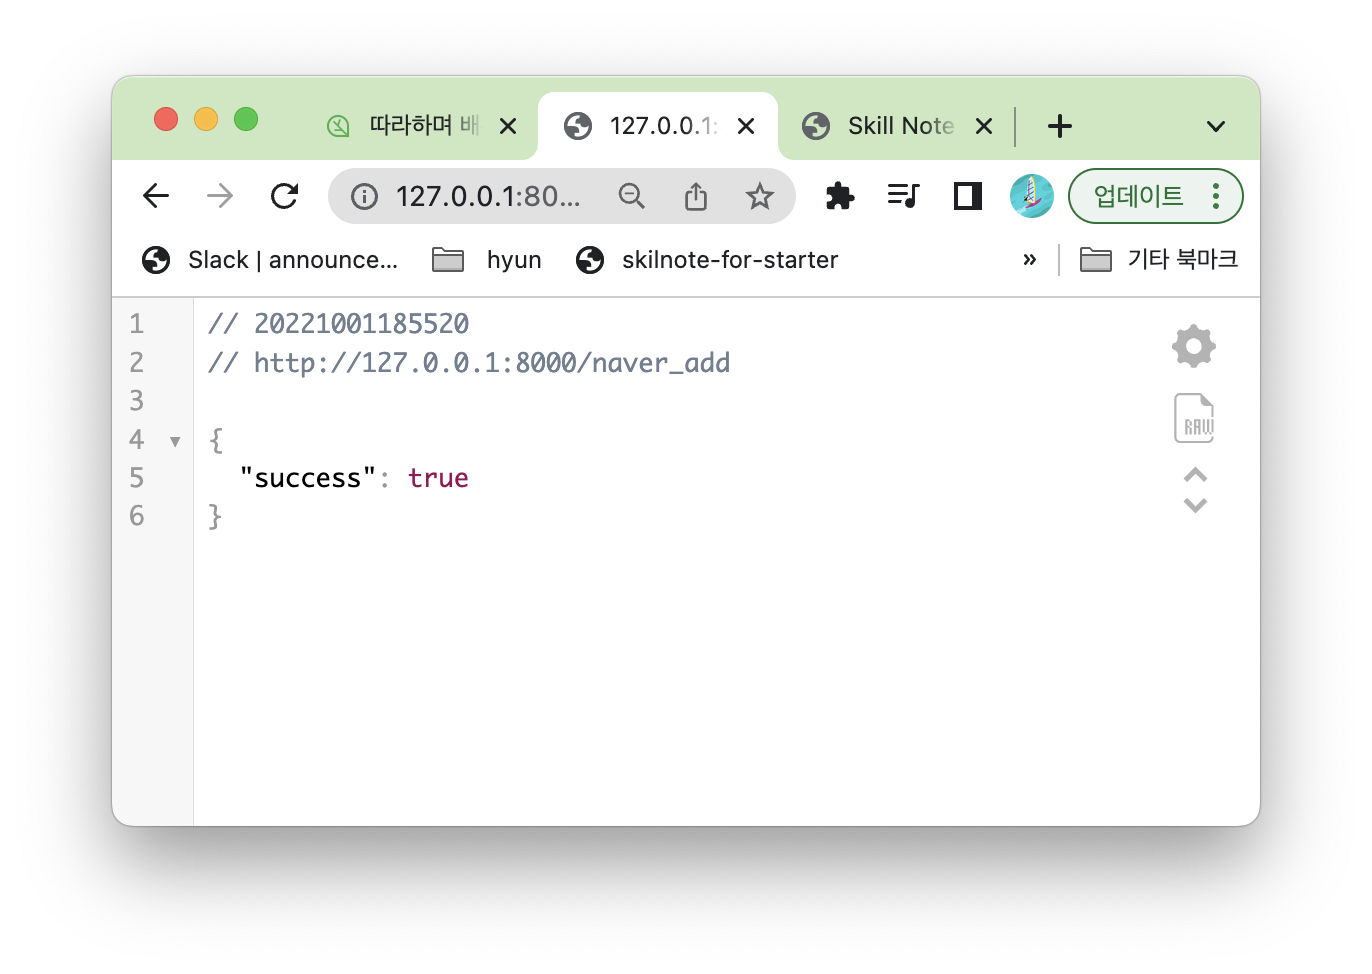 따라하며 배
127.0.0.1:
Skill Note
127.0.0.1:80...
업데이트
Slack | announce...
hyun
skilnote-for-starter
»
기타 북마크
1 // 20221001185520
2 // http://127.0.0.1:8000/naver_add
3
4 {
5 "success": true
6 }
RAW